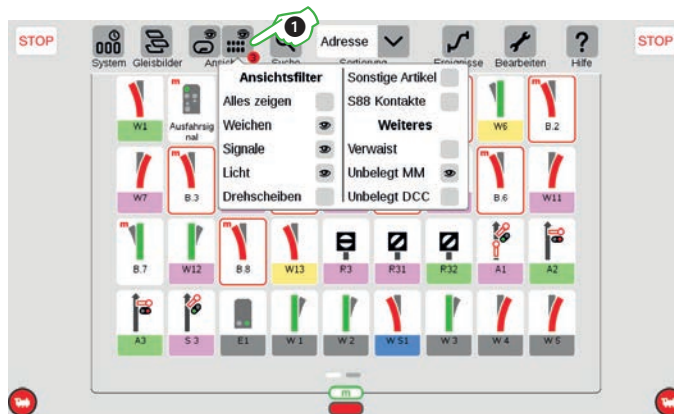 STOP
1
Adresse
?
STOP
System Gleisbilder
Suche
Ereignisse Bearbeiten Hilfe
3
Ansichtsfilter
Sonstige Artikel
Alles zeigen
S88 Kontakte
Weichen
Weiteres
Signale
Verwaist
Licht
Unbelegt MM
Drehscheiben
Unbelegt DCC
m
m
m
W1
Ausfahrsig
nal
W6
B.2
m
m
W7
B.3
B.6
W11
m
m
m
B.7
W12
B.8
W13
R3
R31
R32
A1
A2
A3
S 3
E1
W 1
W 2
W S1
W 3
W 4
W 5
m